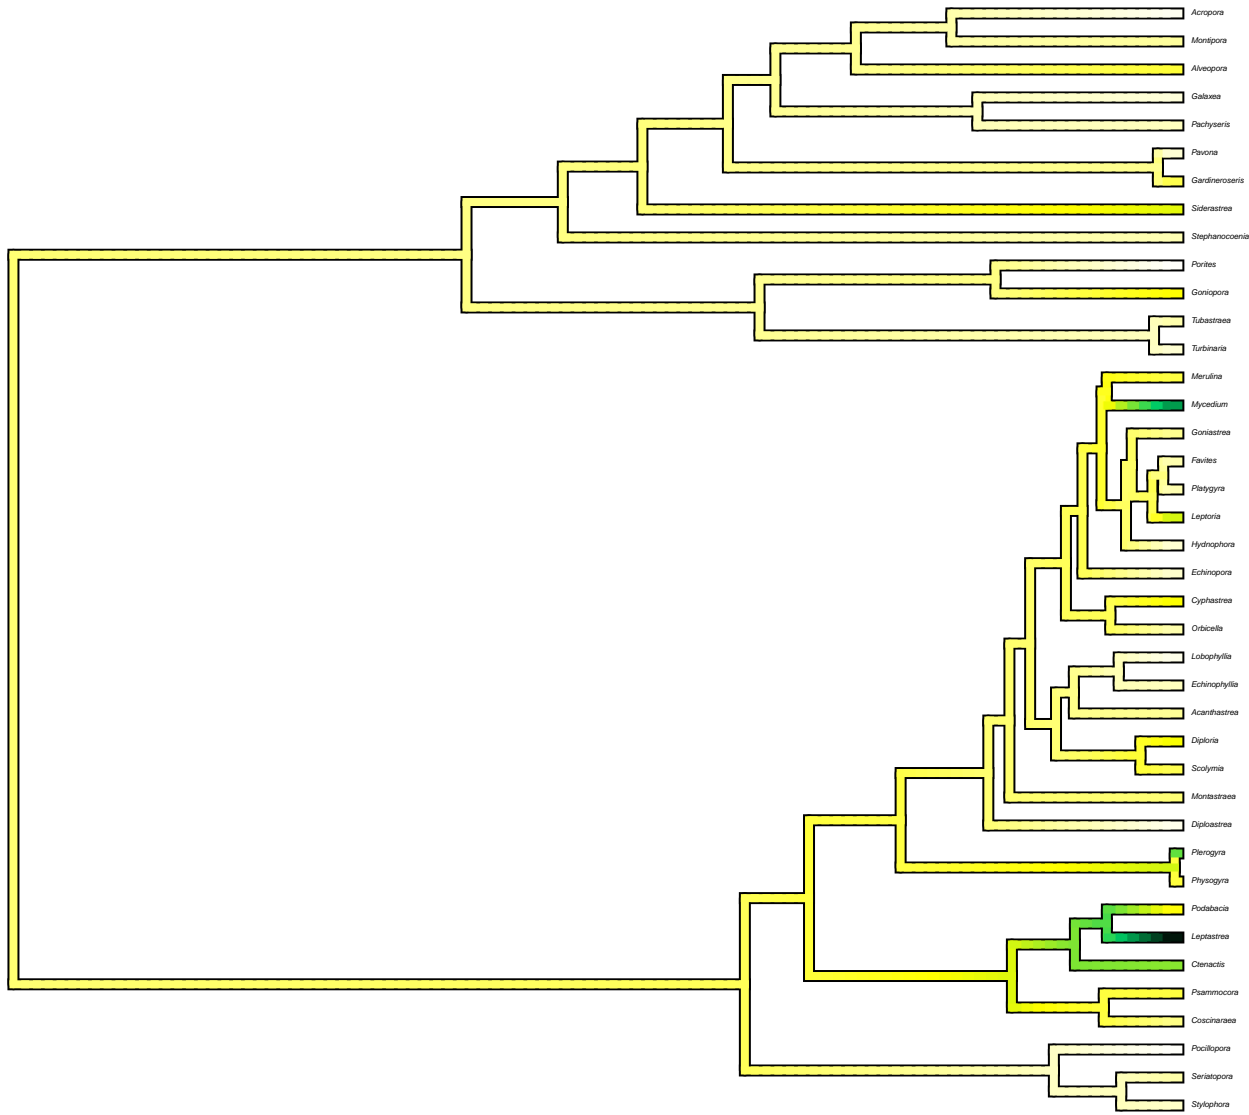 Acropora
Montipora
Alveopora
Galaxea
Pachyseris
Pavona
Gardineroseris
Siderastrea
Stephanocoenia
Porites
Goniopora
Tubastraea
Turbinaria
Merulina
Mycedium
Goniastrea
Favites
Platygyra
Leptoria
Hydnophora
Echinopora
Cyphastrea
Orbicella
Lobophyllia
Echinophyllia
Acanthastrea
Diploria
Scolymia
Montastraea
Diploastrea
Plerogyra
Physogyra
Podabacia
Leptastrea
Ctenactis
Psammocora
Coscinaraea
Pocillopora
Seriatopora
Stylophora